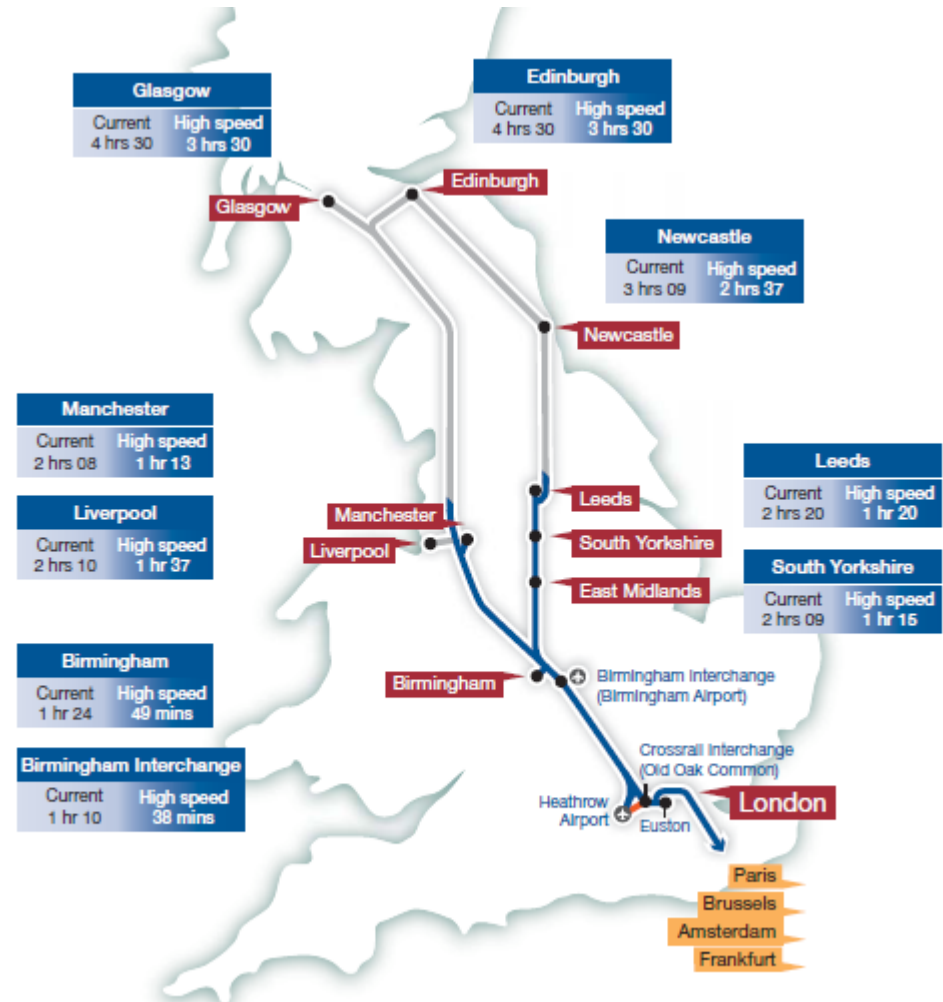 Glasgow
Current High speed
4 hrs 30 3 hrs 30
Edinburgh
Current High speed
4 hrs 30 3 hrs 30
Edinburgh
Glasgow
Newcastle
Current High speed
3 hrs 09 2 hrs 37
Newcastle
Manchester
Current High speed
2 hrs 08 1 hr 13
Liverpool
Current High speed
2 hrs 10 1 hr 37
Leeds
Current High speed
2 hrs 20 1 hr 20
South Yorkshire
Current High speed
2 hrs 09 1 hr 15
Manchester
Liverpool
Leeds
South Yorkshire
East Midlands
Birmingham
Current High speed
1 hr 24 49 mins
Birmingham Interchange
Current High speed
1 hr 10 38 mins
Birmingham
Birmingham Interchange
(Birmingham Airport)
Crossrail Interchange
(Old Oak Common)
London
Heathrow
Airport
Euston
Paris
Brussels
Amsterdam
Frankfurt